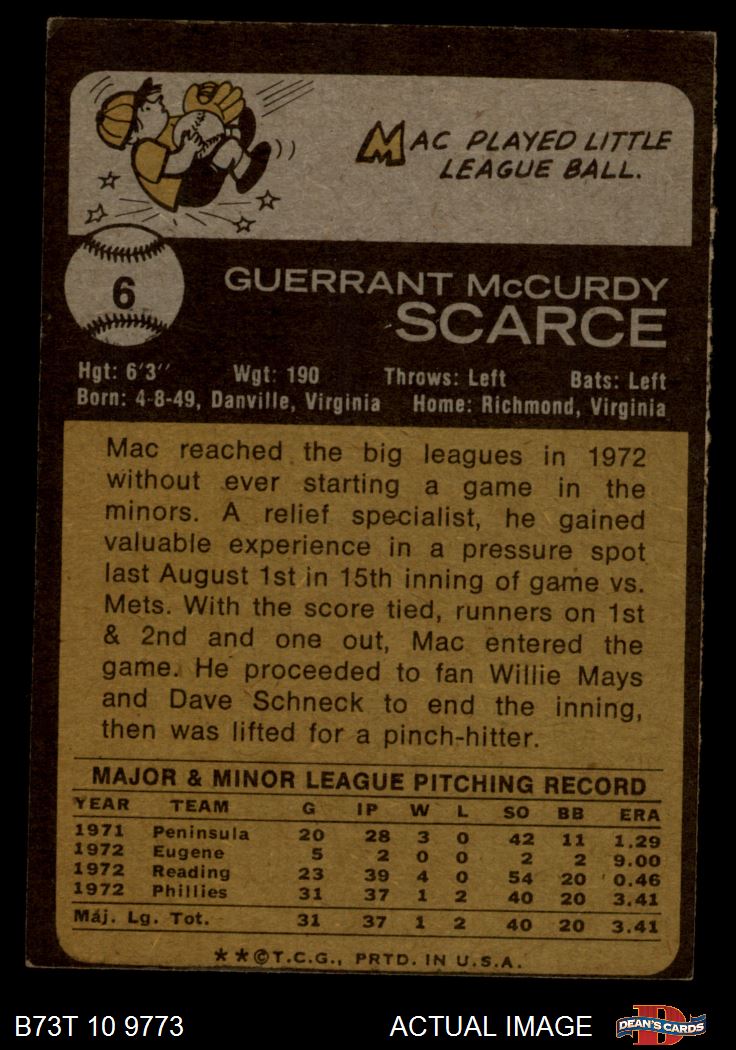 MAC PLAYED LITTLE
LEAGUE BALL.
6
GUERRANT McCURDY
SCARCE
Hgt: 6'3'' Wgt: 190 Throws: Left Bats: Left
Born: 4-8-49, Danville, Virginia Home: Richmond, Virginia
Mac reached the big leagues in 1972
without ever starting a game in the
minors. A relief specialist, he gained
valuable experience in a pressure spot
last August 1st in 15th inning of game vs.
Mets. With the score tied, runners on 1st
& 2nd and one out, Mac entered the
game. He proceeded to fan Willie Mays
and Dave Schneck to end the inning,
then was lifted for a pinch-hitter.
MAJOR & MINOR LEAGUE PITCHING RECORD
YEAR TEAM G IP W L SO BB ERA
1971 Peninsula 20 28 3 0 42 11 1.29
1972 Eugene 5 2 0 0 2 2 9.00
1972 Reading 23 39 4 0 54 20 0.46
1972 Phillies 31 37 1 2 40 20 3.41
Maj. Lg. Tot. 31 37 1 2 40 20 3.41
**©T.C.G., PRTD. IN U.S.A.
B73T 10 9773 ACTUAL IMAGE D DEAN'S CARDS